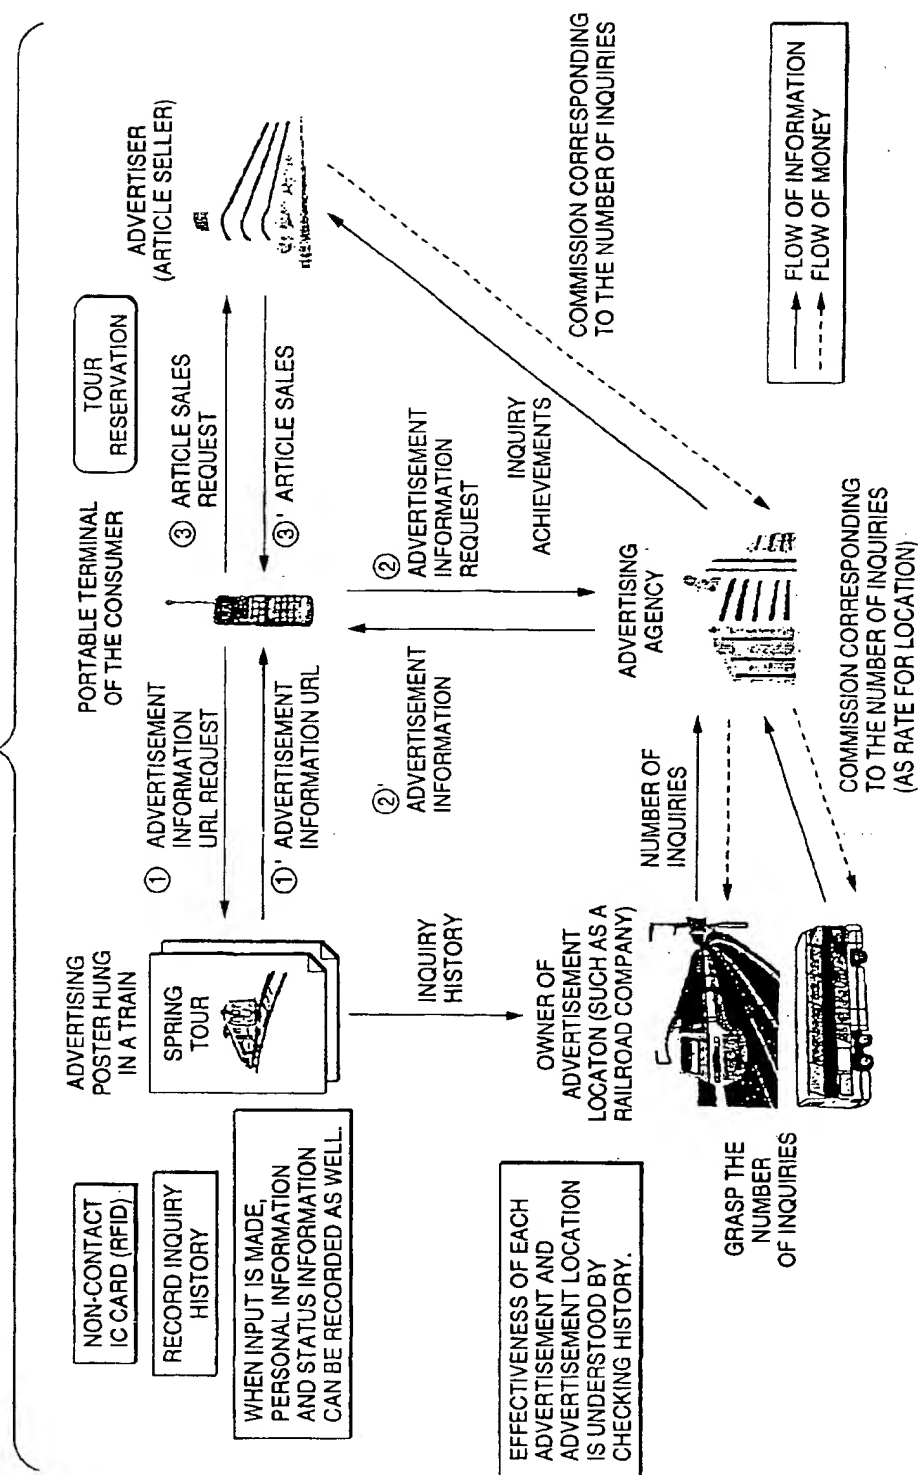 NON-CONTACT
IC CARD (RFID)
RECORD INQUIRY
HISTORY
WHEN INPUT IS MADE,
PERSONAL INFORMATION
AND STATUS INFORMATION
CAN BE RECORDED AS WELL.
ADVERTISING
POSTER HUNG
IN A TRAIN
SPRING
TOUR
① ADVERTISEMENT
INFORMATION
URL REQUEST
①' ADVERTISEMENT
INFORMATION URL
PORTABLE TERMINAL
OF THE CONSUMER
TOUR
RESERVATION
③ ARTICLE SALES
REQUEST
③' ARTICLE SALES
ADVERTISER
(ARTICLE SELLER)
INQUIRY
HISTORY
②' ADVERTISEMENT
INFORMATION
② ADVERTISEMENT
INFORMATION
REQUEST
INQUIRY
ACHIEVEMENTS
COMMISSION CORRESPONDING
TO THE NUMBER OF INQUIRIES
EFFECTIVENESS OF EACH
ADVERTISEMENT AND
ADVERTISEMENT LOCATION
IS UNDERSTOOD BY
CHECKING HISTORY.
OWNER OF
ADVERTISEMENT
LOCATON (SUCH AS A
RAILROAD COMPANY)
GRASP THE
NUMBER
OF INQUIRIES
NUMBER OF
INQUIRIES
ADVERTISING
AGENCY
COMMISSION CORRESPONDING
TO THE NUMBER OF INQUIRIES
(AS RATE FOR LOCATION)
FLOW OF INFORMATION
FLOW OF MONEY